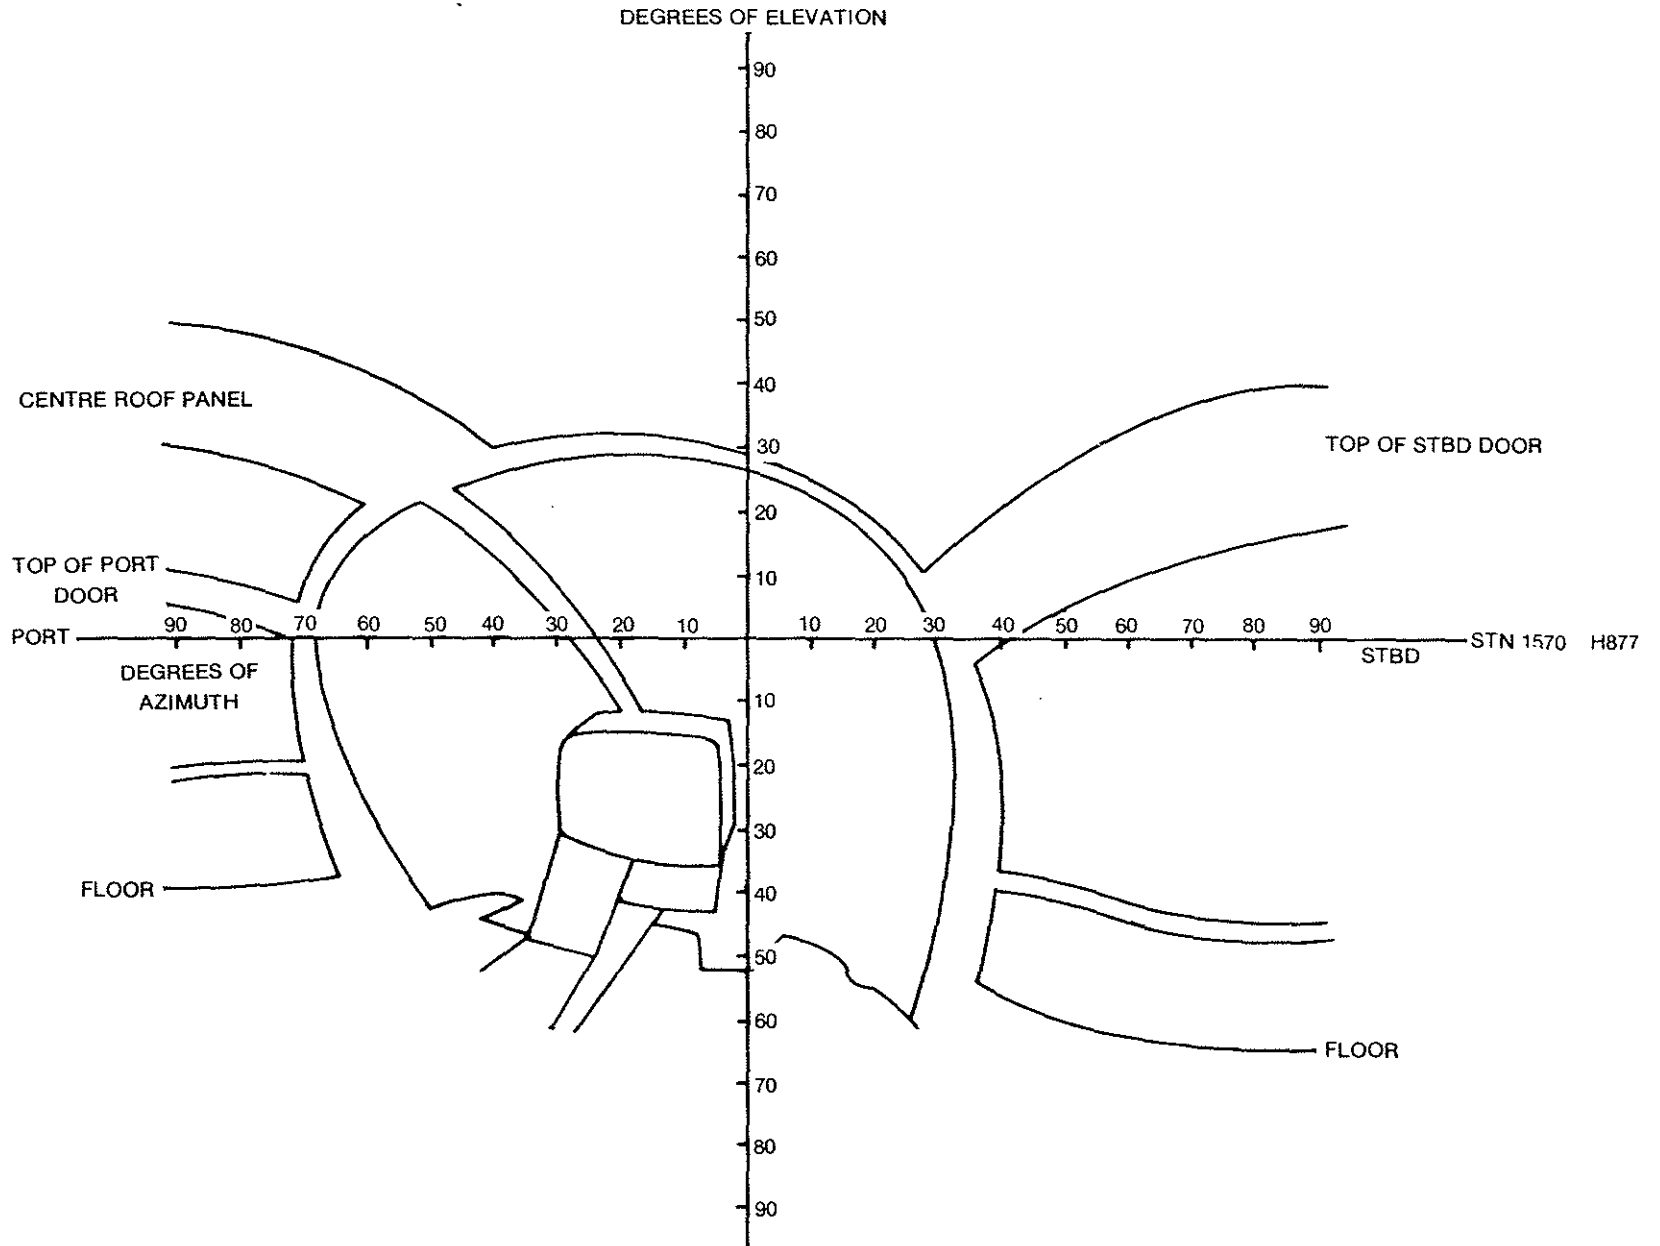 DEGREES OF ELEVATION
90
80
70
60
50
40
30
20
10
CENTRE ROOF PANEL
TOP OF STBD DOOR
TOP OF PORT
DOOR
PORT 90 80 70 60 50 40 30 20 10 10 20 30 40 50 60 70 80 90 STN 1570 H877
STBD
DEGREES OF
AZIMUTH
10
20
30
40
50
60
70
80
90
FLOOR
FLOOR